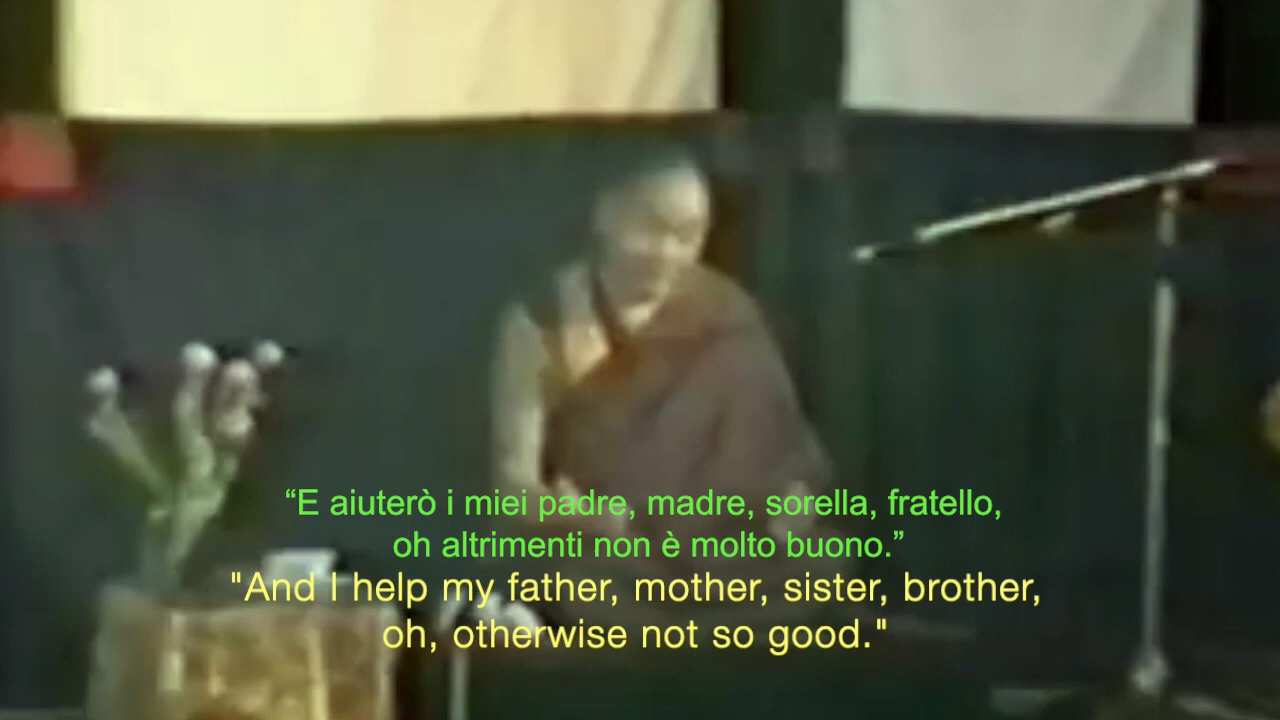 “E aiuterò i miei padre, madre, sorella, fratello,
oh altrimenti non è molto buono.”
"And I help my father, mother, sister, brother,
oh, otherwise not so good."